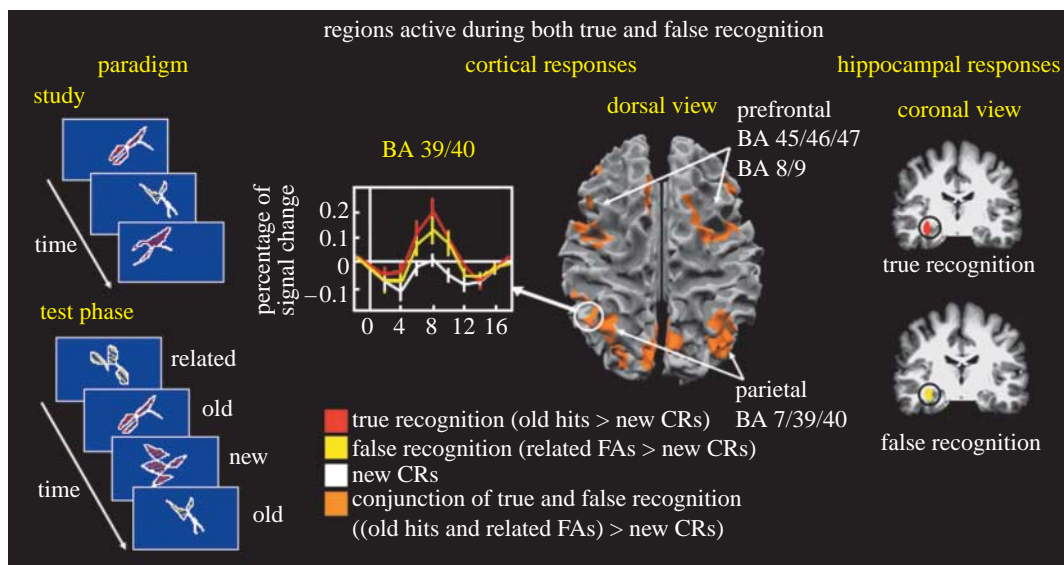 regions active during both true and false recognition
paradigm
study
time
test phase
related
old
new
time
old
cortical responses
BA 39/40
percentage of
signal change
0.2
0.1
0
–0.1
0 4 8 12 16
dorsal view
prefrontal
BA 45/46/47
BA 8/9
parietal
BA 7/39/40
true recognition (old hits > new CRs)
false recognition (related FAs > new CRs)
new CRs
conjunction of true and false recognition
((old hits and related FAs) > new CRs)
hippocampal responses
coronal view
true recognition
false recognition